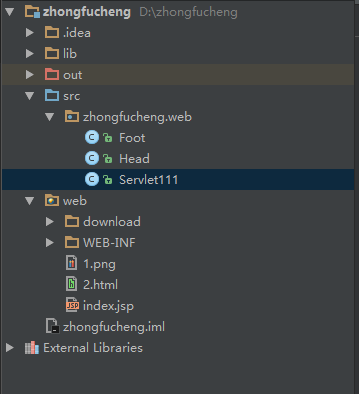 zhongfucheng D:\zhongfucheng
.idea
lib
out
src
zhongfucheng.web
Foot
Head
Servlet111
web
download
WEB-INF
1.png
2.html
JSP index.jsp
zhongfucheng.iml
External Libraries